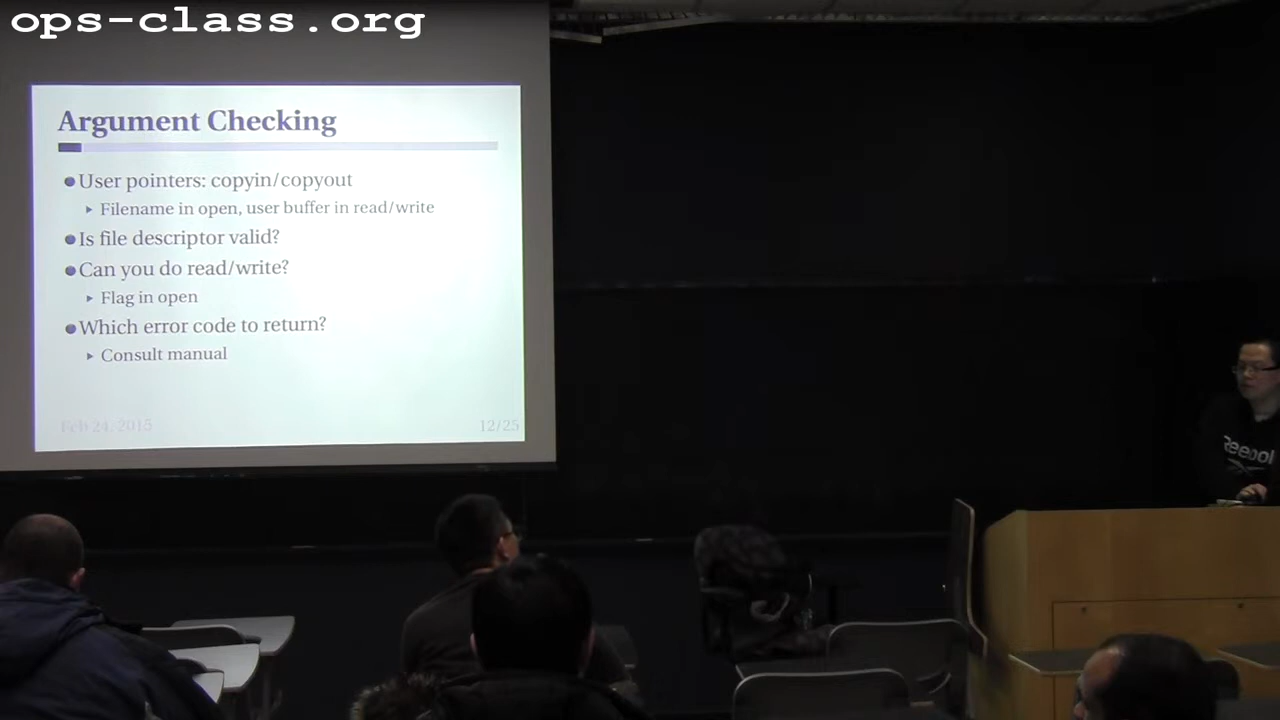 ops-class.org
Argument Checking
User pointers: copyin/copyout
Filename in open, user buffer in read/write
Is file descriptor valid?
Can you do read/write?
Flag in open
Which error code to return?
Consult manual
Feb 24, 2015
12/25
Reebok